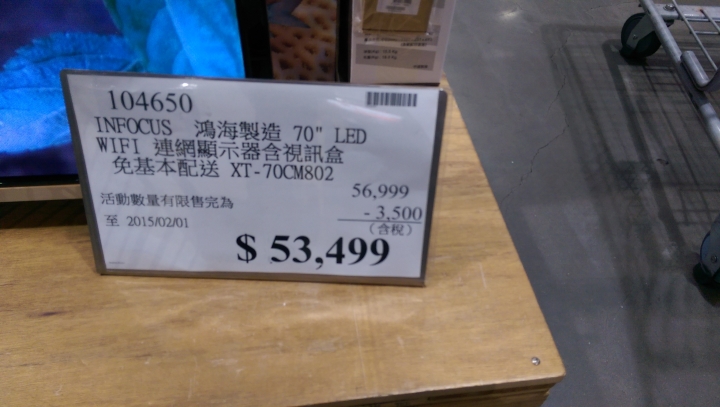 104650
INFOCUS 鴻海製造 70" LED
WIFI 連網顯示器含視訊盒
免基本配送 XT-70CM802
活動數量有限售完為
至 2015/02/01
56,999
- 3,500
(含稅)
$ 53,499